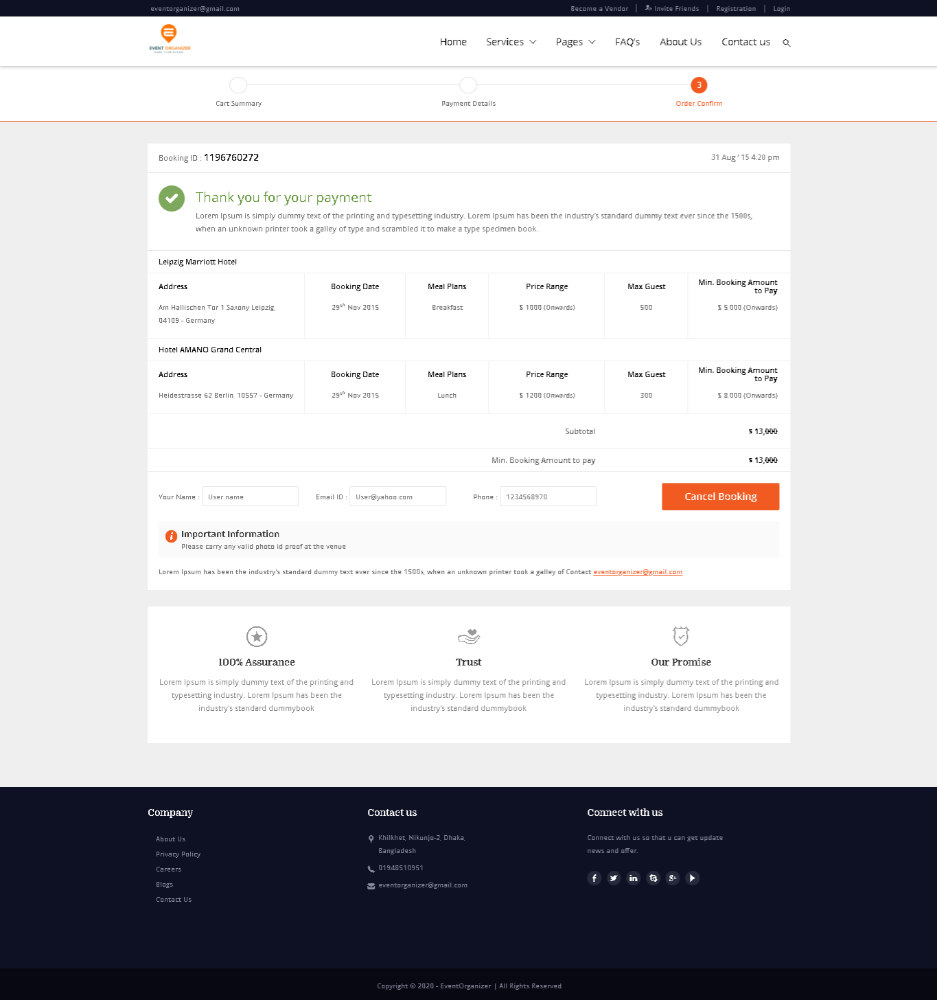 eventorganizer@gmail.com
Become a Vendor | Invite Friends | Registration | Login
EVENT ORGANIZER
Home Services Pages FAQ's About Us Contact us
3
Cart Summary Payment Details Order Confirm
Booking ID : 1196760272 31 Aug ' 15 4:20 pm
Thank you for your payment
Lorem Ipsum is simply dummy text of the printing and typesetting industry. Lorem Ipsum has been the industry's standard dummy text ever since the 1500s,
when an unknown printer took a galley of type and scrambled it to make a type specimen book.
Leipzig Marriott Hotel
Address Booking Date Meal Plans Price Range Max Guest Min. Booking Amount
to Pay
Am Hallischen Tor 1 Saxony Leipzig, 29th Nov 2015 Breakfast $ 1000 (Onwards) 500 $ 5,000 (Onwards)
04109 - Germany
Hotel AMANO Grand Central
Address Booking Date Meal Plans Price Range Max Guest Min. Booking Amount
to Pay
Heidestrasse 62 Berlin, 10557 - Germany 29th Nov 2015 Lunch $ 1200 (Onwards) 300 $ 8,000 (Onwards)
Subtotal $ 13,000
Min. Booking Amount to pay $ 13,000
Your Name : User name Email ID : User@yahoo.com Phone : 1234568970 Cancel Booking
Important Information
Please carry any valid photo id proof at the venue
Lorem Ipsum has been the industry's standard dummy text ever since the 1500s, when an unknown printer took a galley of Contact eventorganizer@gmail.com
100% Assurance
Lorem Ipsum is simply dummy text of the printing and
typesetting industry. Lorem Ipsum has been the
industry's standard dummybook
Trust
Lorem Ipsum is simply dummy text of the printing and
typesetting industry. Lorem Ipsum has been the
industry's standard dummybook
Our Promise
Lorem Ipsum is simply dummy text of the printing and
typesetting industry. Lorem Ipsum has been the
industry's standard dummybook
Company
About Us
Privacy Policy
Careers
Blogs
Contact Us
Contact us
Khilkhet, Nikunjo-2, Dhaka,
Bangladesh
01948510951
eventorganizer@gmail.com
Connect with us
Connect with us so that u can get update
news and offer.
Copyright © 2020 - EventOrganizer | All Rights Reserved